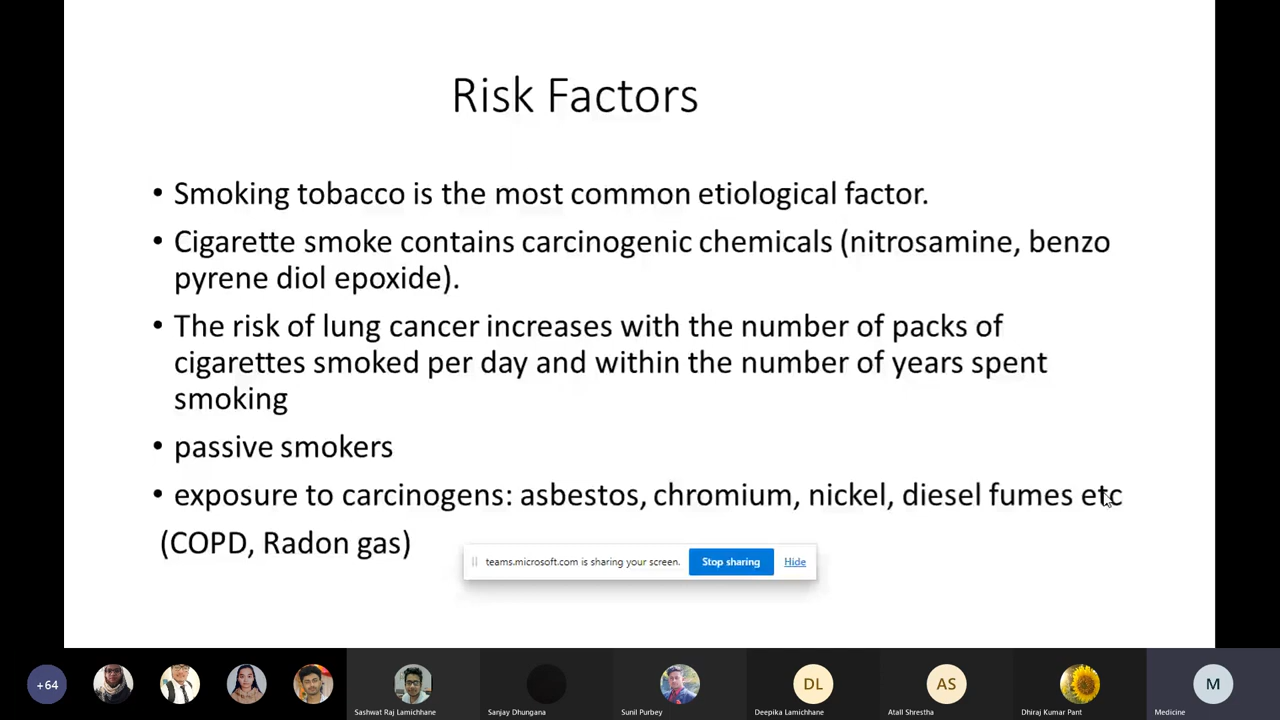 Risk Factors
• Smoking tobacco is the most common etiological factor.
• Cigarette smoke contains carcinogenic chemicals (nitrosamine, benzo
pyrene diol epoxide).
• The risk of lung cancer increases with the number of packs of
cigarettes smoked per day and within the number of years spent
smoking
• passive smokers
• exposure to carcinogens: asbestos, chromium, nickel, diesel fumes etc
(COPD, Radon gas)
teams.microsoft.com is sharing your screen. Stop sharing Hide
+64
DL AS M
Sashwat Raj Lamichhane Sanjay Dhungana Sunil Purbey Deepika Lamichhane Atall Shrestha Dhiraj Kumar Pant Medicine